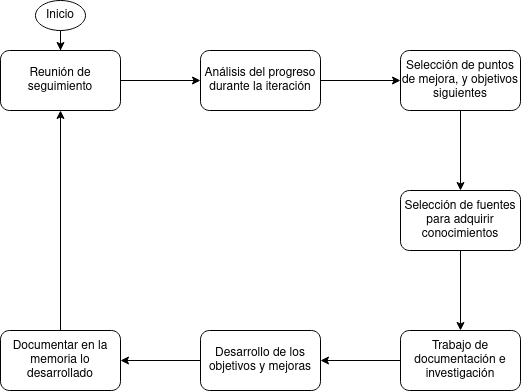 Inicio
Reunión de
seguimiento
Análisis del progreso
durante la iteración
Selección de puntos
de mejora, y objetivos
siguientes
Selección de fuentes
para adquirir
conocimientos
Trabajo de
documentación e
investigación
Desarrollo de los
objetivos y mejoras
Documentar en la
memoria lo
desarrollado